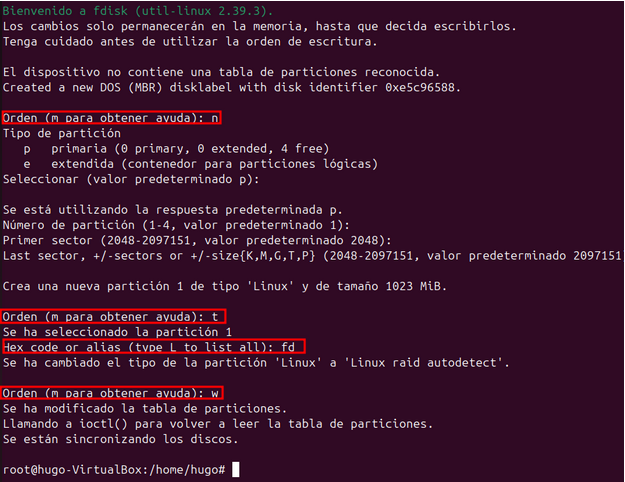 Bienvenido a fdisk (util-linux 2.39.3).
Los cambios solo permanecerán en la memoria, hasta que decida escribirlos.
Tenga cuidado antes de utilizar la orden de escritura.
El dispositivo no contiene una tabla de particiones reconocida.
Created a new DOS (MBR) disklabel with disk identifier 0xe5c96588.
Orden (m para obtener ayuda): n
Tipo de partición
p   primaria (0 primary, 0 extended, 4 free)
e   extendida (contenedor para particiones lógicas)
Seleccionar (valor predeterminado p):
Se está utilizando la respuesta predeterminada p.
Número de partición (1-4, valor predeterminado 1):
Primer sector (2048-2097151, valor predeterminado 2048):
Last sector, +/-sectors or +/-size{K,M,G,T,P} (2048-2097151, valor predeterminado 2097151
Crea una nueva partición 1 de tipo 'Linux' y de tamaño 1023 MiB.
Orden (m para obtener ayuda): t
Se ha seleccionado la partición 1
Hex code or alias (type L to list all): fd
Se ha cambiado el tipo de la partición 'Linux' a 'Linux raid autodetect'.
Orden (m para obtener ayuda): w
Se ha modificado la tabla de particiones.
Llamando a ioctl() para volver a leer la tabla de particiones.
Se están sincronizando los discos.
root@hugo-VirtualBox:/home/hugo#